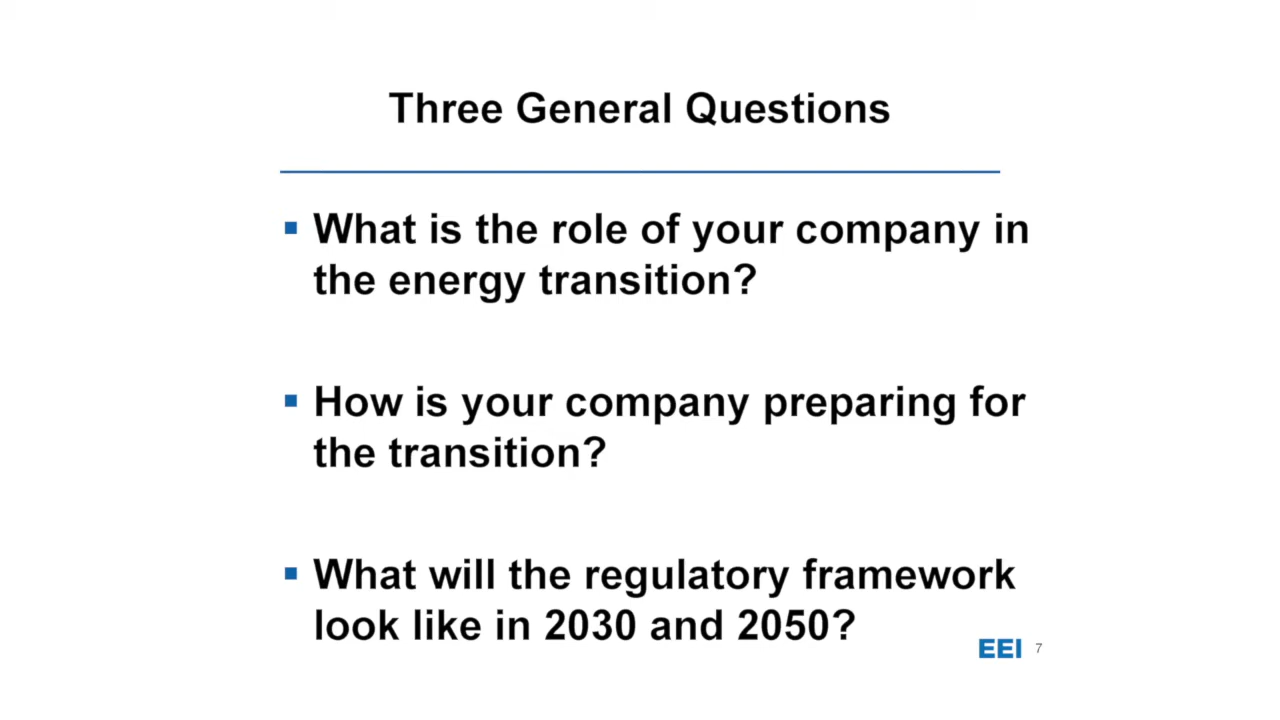 Three General Questions
▪ What is the role of your company in
the energy transition?
▪ How is your company preparing for
the transition?
▪ What will the regulatory framework
look like in 2030 and 2050?
EEI 7